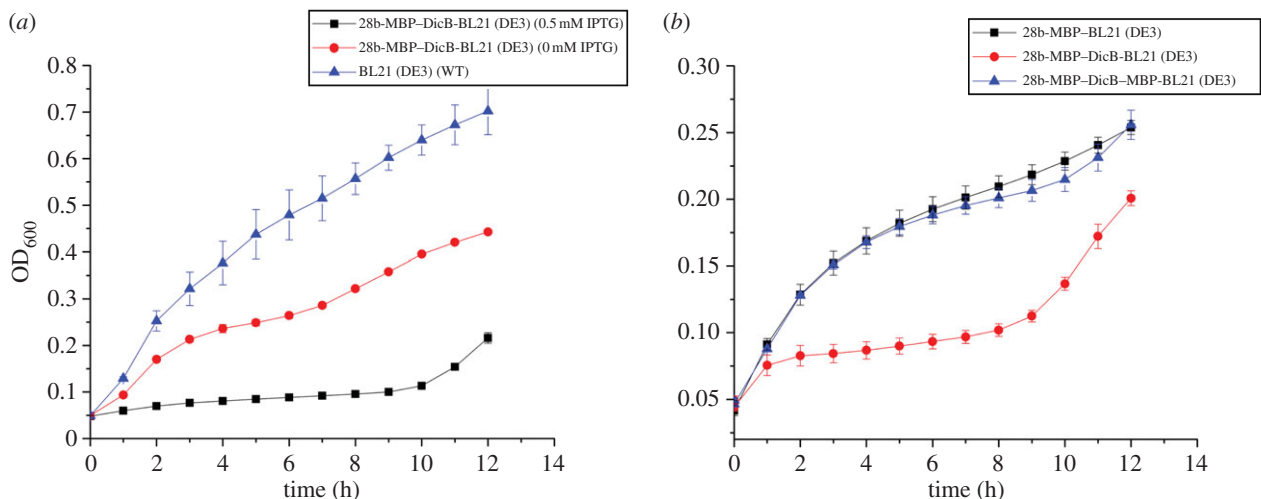 (a)
28b-MBP–DicB-BL21 (DE3) (0.5 mM IPTG)
28b-MBP–DicB-BL21 (DE3) (0 mM IPTG)
BL21 (DE3) (WT)
0.8
0.7
0.6
0.5
0.4
0.3
0.2
0.1
0
OD600
0 2 4 6 8 10 12 14
time (h)
(b)
28b-MBP–BL21 (DE3)
28b-MBP–DicB-BL21 (DE3)
28b-MBP–DicB–MBP-BL21 (DE3)
0.30
0.25
0.20
0.15
0.10
0.05
0 2 4 6 8 10 12 14
time (h)